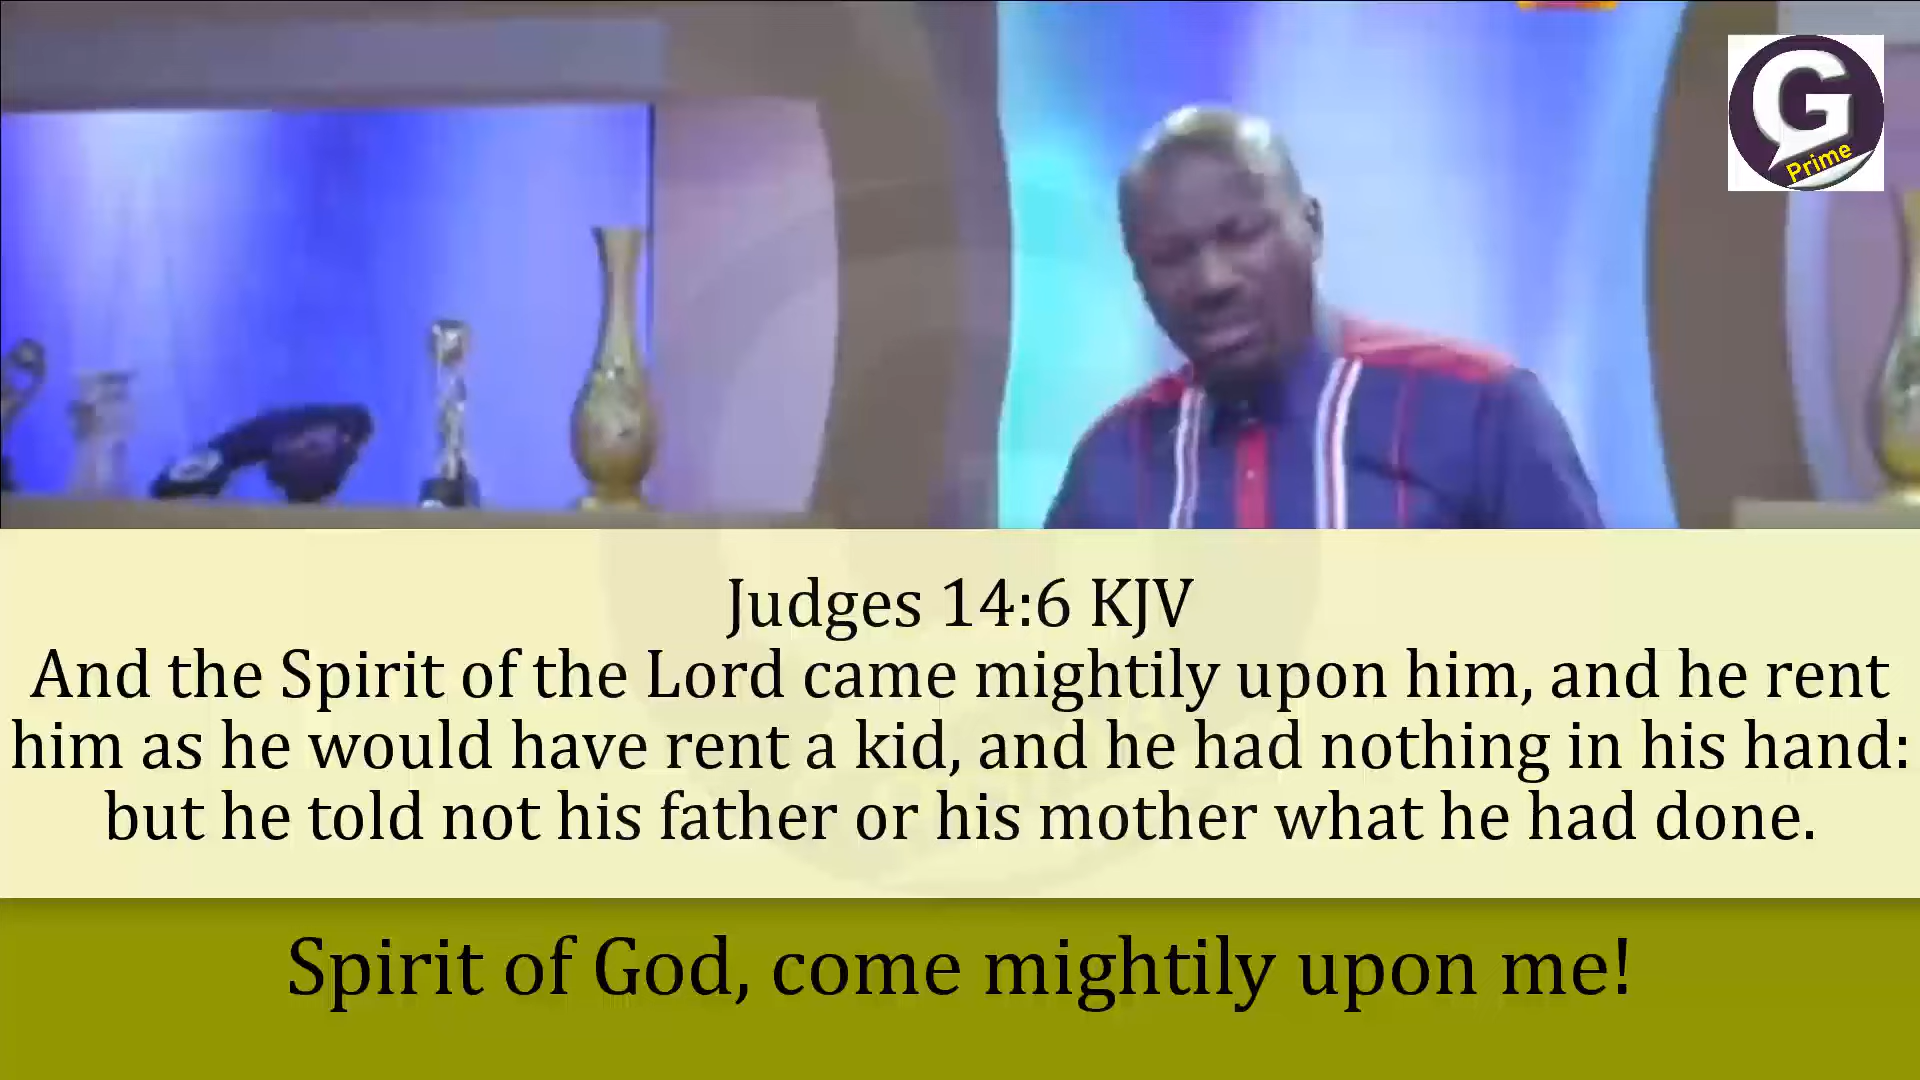 G
Prime
Judges 14:6 KJV
And the Spirit of the Lord came mightily upon him, and he rent
him as he would have rent a kid, and he had nothing in his hand:
but he told not his father or his mother what he had done.
Spirit of God, come mightily upon me!